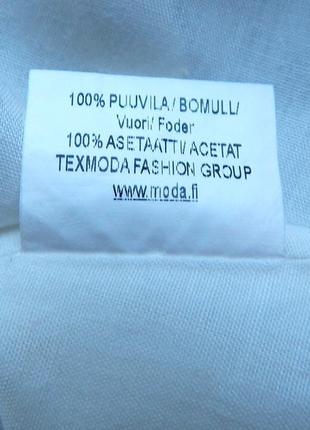 100% PUUVILA/ BOMULL/
Vuori/ Foder
100% ASETAATTI/ ACETAT
TEXMODA FASHION GROUP
www.moda.fi